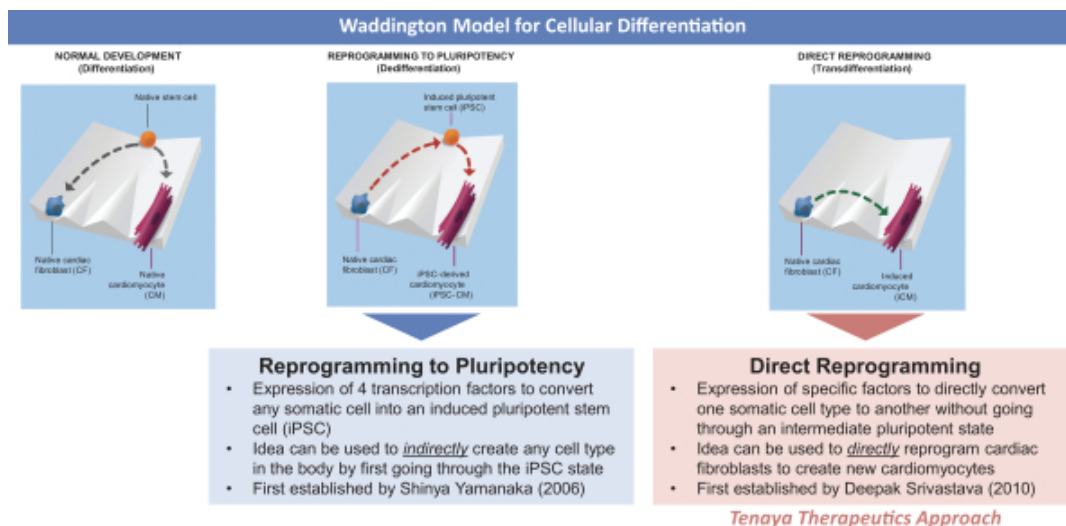 Waddington Model for Cellular Differentiation
NORMAL DEVELOPMENT
(Differentiation)
Native stem cell
Native cardiac
fibroblast (CF)
Native
cardiomyocyte
(CM)
REPROGRAMMING TO PLURIPOTENCY
(Dedifferentiation)
Induced pluripotent
stem cell (iPSC)
Native cardiac
fibroblast (CF)
iPSC-derived
cardiomyocyte
(iPSC-CM)
DIRECT REPROGRAMMING
(Transdifferentiation)
Native cardiac
fibroblast (CF)
Induced
cardiomyocyte
(iCM)
Reprogramming to Pluripotency
• Expression of 4 transcription factors to convert
any somatic cell into an induced pluripotent stem
cell (iPSC)
• Idea can be used to indirectly create any cell type
in the body by first going through the iPSC state
• First established by Shinya Yamanaka (2006)
Direct Reprogramming
• Expression of specific factors to directly convert
one somatic cell type to another without going
through an intermediate pluripotent state
• Idea can be used to directly reprogram cardiac
fibroblasts to create new cardiomyocytes
• First established by Deepak Srivastava (2010)
Tenaya Therapeutics Approach